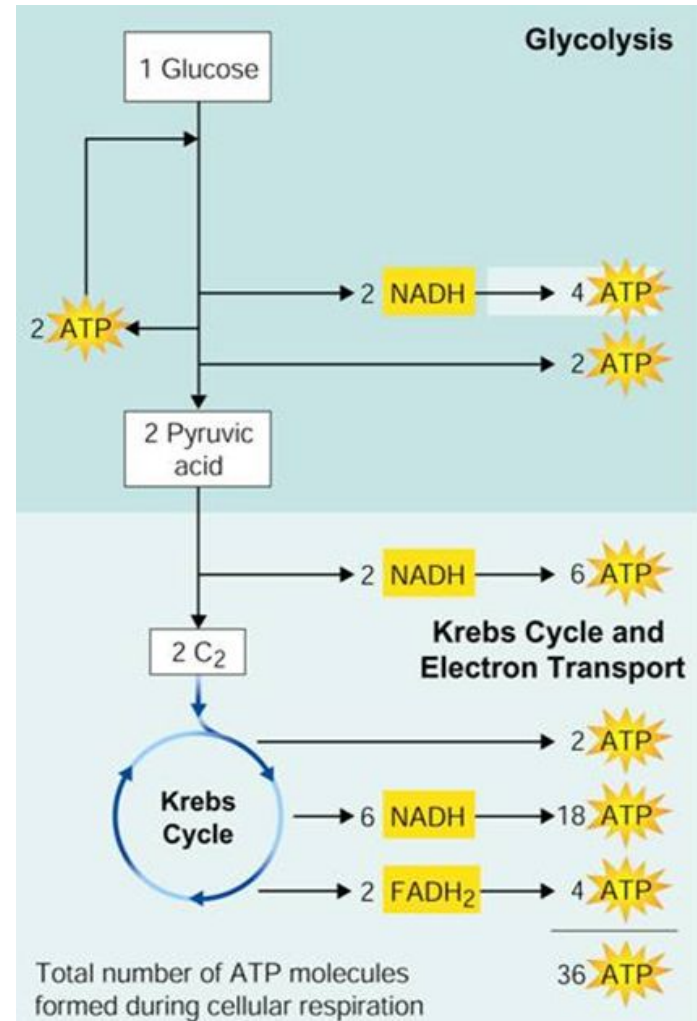 Glycolysis
1 Glucose
2 NADH 4 ATP
2 ATP
2 ATP
2 Pyruvic
acid
2 NADH 6 ATP
Krebs Cycle and
Electron Transport
2 C₂
2 ATP
Krebs
Cycle
6 NADH 18 ATP
2 FADH₂ 4 ATP
Total number of ATP molecules
formed during cellular respiration
36 ATP